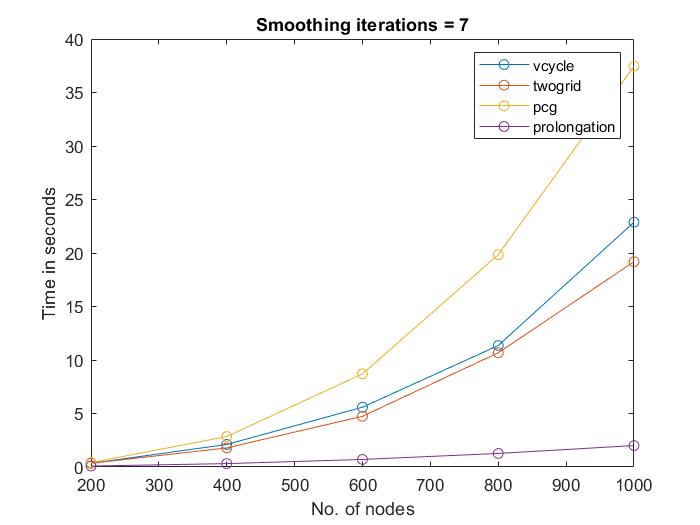 Smoothing iterations = 7
40
35
30
25
20
15
10
5
0
Time in seconds
vcycle
twogrid
pcg
prolongation
200 300 400 500 600 700 800 900 1000
No. of nodes